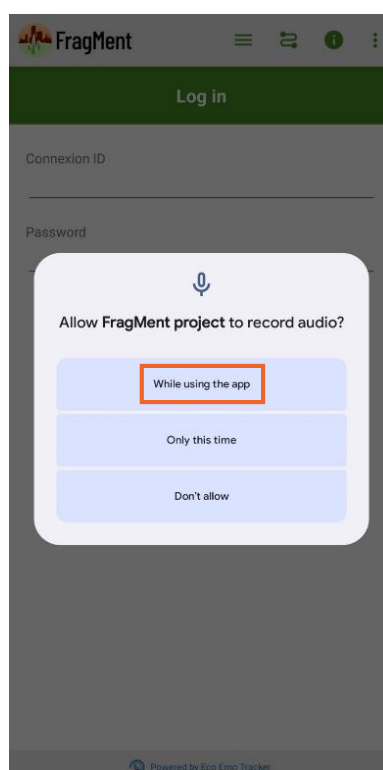 FragMent
Log in
Connexion ID
Password
Allow FragMent project to record audio?
While using the app
Only this time
Don't allow
Powered by Eco Emo Tracker